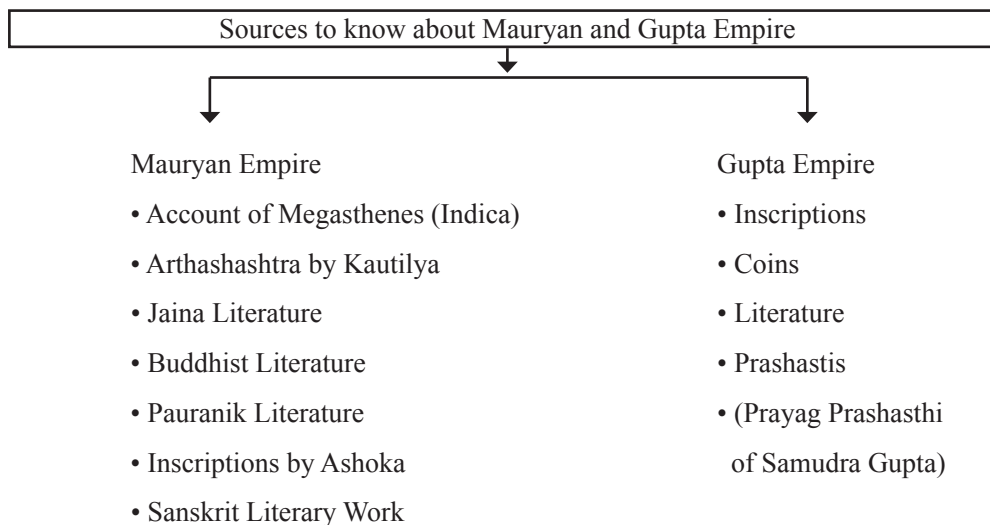 Sources to know about Mauryan and Gupta Empire
Mauryan Empire
• Account of Megasthenes (Indica)
• Arthashashtra by Kautilya
• Jaina Literature
• Buddhist Literature
• Pauranik Literature
• Inscriptions by Ashoka
• Sanskrit Literary Work
Gupta Empire
• Inscriptions
• Coins
• Literature
• Prashastis
• (Prayag Prashasthi
of Samudra Gupta)